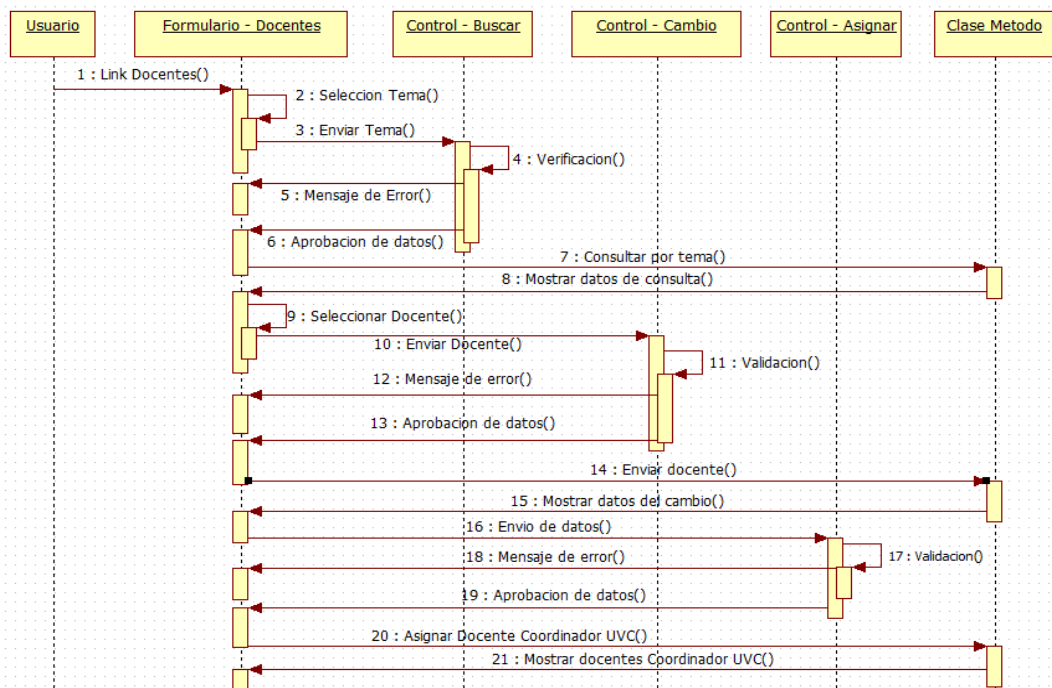 Usuario
Formulario - Docentes
Control - Buscar
Control - Cambio
Control - Asignar
Clase Metodo
1 : Link Docentes()
2 : Seleccion Tema()
3 : Enviar Tema()
4 : Verificacion()
5 : Mensaje de Error()
6 : Aprobacion de datos()
7 : Consultar por tema()
8 : Mostrar datos de consulta()
9 : Seleccionar Docente()
10 : Enviar Docente()
11 : Validacion()
12 : Mensaje de error()
13 : Aprobacion de datos()
14 : Enviar docente()
15 : Mostrar datos del cambio()
16 : Envio de datos()
17 : Validacion()
18 : Mensaje de error()
19 : Aprobacion de datos()
20 : Asignar Docente Coordinador UVC()
21 : Mostrar docentes Coordinador UVC()